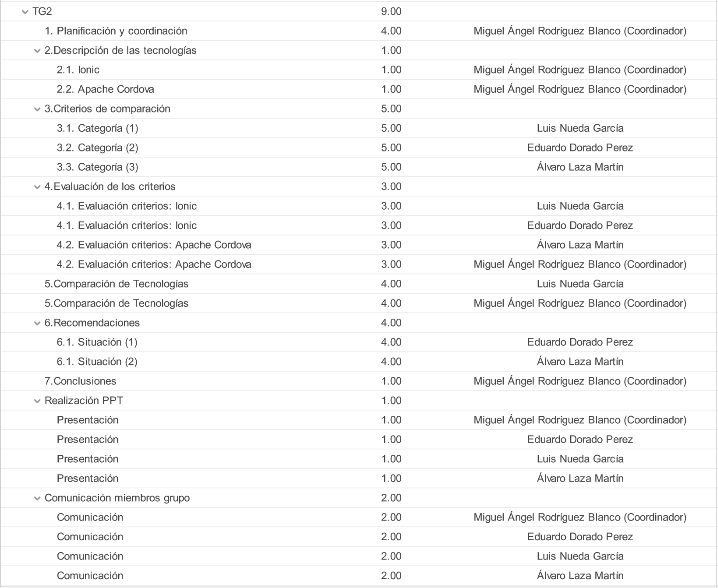 TG2 9.00
1. Planificación y coordinación 4.00 Miguel Ángel Rodríguez Blanco (Coordinador)
2.Descripción de las tecnologías 1.00
2.1. Ionic 1.00 Miguel Ángel Rodríguez Blanco (Coordinador)
2.2. Apache Cordova 1.00 Miguel Ángel Rodríguez Blanco (Coordinador)
3.Criterios de comparación 5.00
3.1. Categoría (1) 5.00 Luis Nueda García
3.2. Categoría (2) 5.00 Eduardo Dorado Perez
3.3. Categoría (3) 5.00 Álvaro Laza Martín
4.Evaluación de los criterios 3.00
4.1. Evaluación criterios: Ionic 3.00 Luis Nueda García
4.1. Evaluación criterios: Ionic 3.00 Eduardo Dorado Perez
4.2. Evaluación criterios: Apache Cordova 3.00 Álvaro Laza Martín
4.2. Evaluación criterios: Apache Cordova 3.00 Miguel Ángel Rodríguez Blanco (Coordinador)
5.Comparación de Tecnologías 4.00 Luis Nueda García
5.Comparación de Tecnologías 4.00 Miguel Ángel Rodríguez Blanco (Coordinador)
6.Recomendaciones 4.00
6.1. Situación (1) 4.00 Eduardo Dorado Perez
6.1. Situación (2) 4.00 Álvaro Laza Martín
7.Conclusiones 1.00 Miguel Ángel Rodríguez Blanco (Coordinador)
Realización PPT 1.00
Presentación 1.00 Miguel Ángel Rodríguez Blanco (Coordinador)
Presentación 1.00 Eduardo Dorado Perez
Presentación 1.00 Luis Nueda García
Presentación 1.00 Álvaro Laza Martín
Comunicación miembros grupo 2.00
Comunicación 2.00 Miguel Ángel Rodríguez Blanco (Coordinador)
Comunicación 2.00 Eduardo Dorado Perez
Comunicación 2.00 Luis Nueda García
Comunicación 2.00 Álvaro Laza Martín